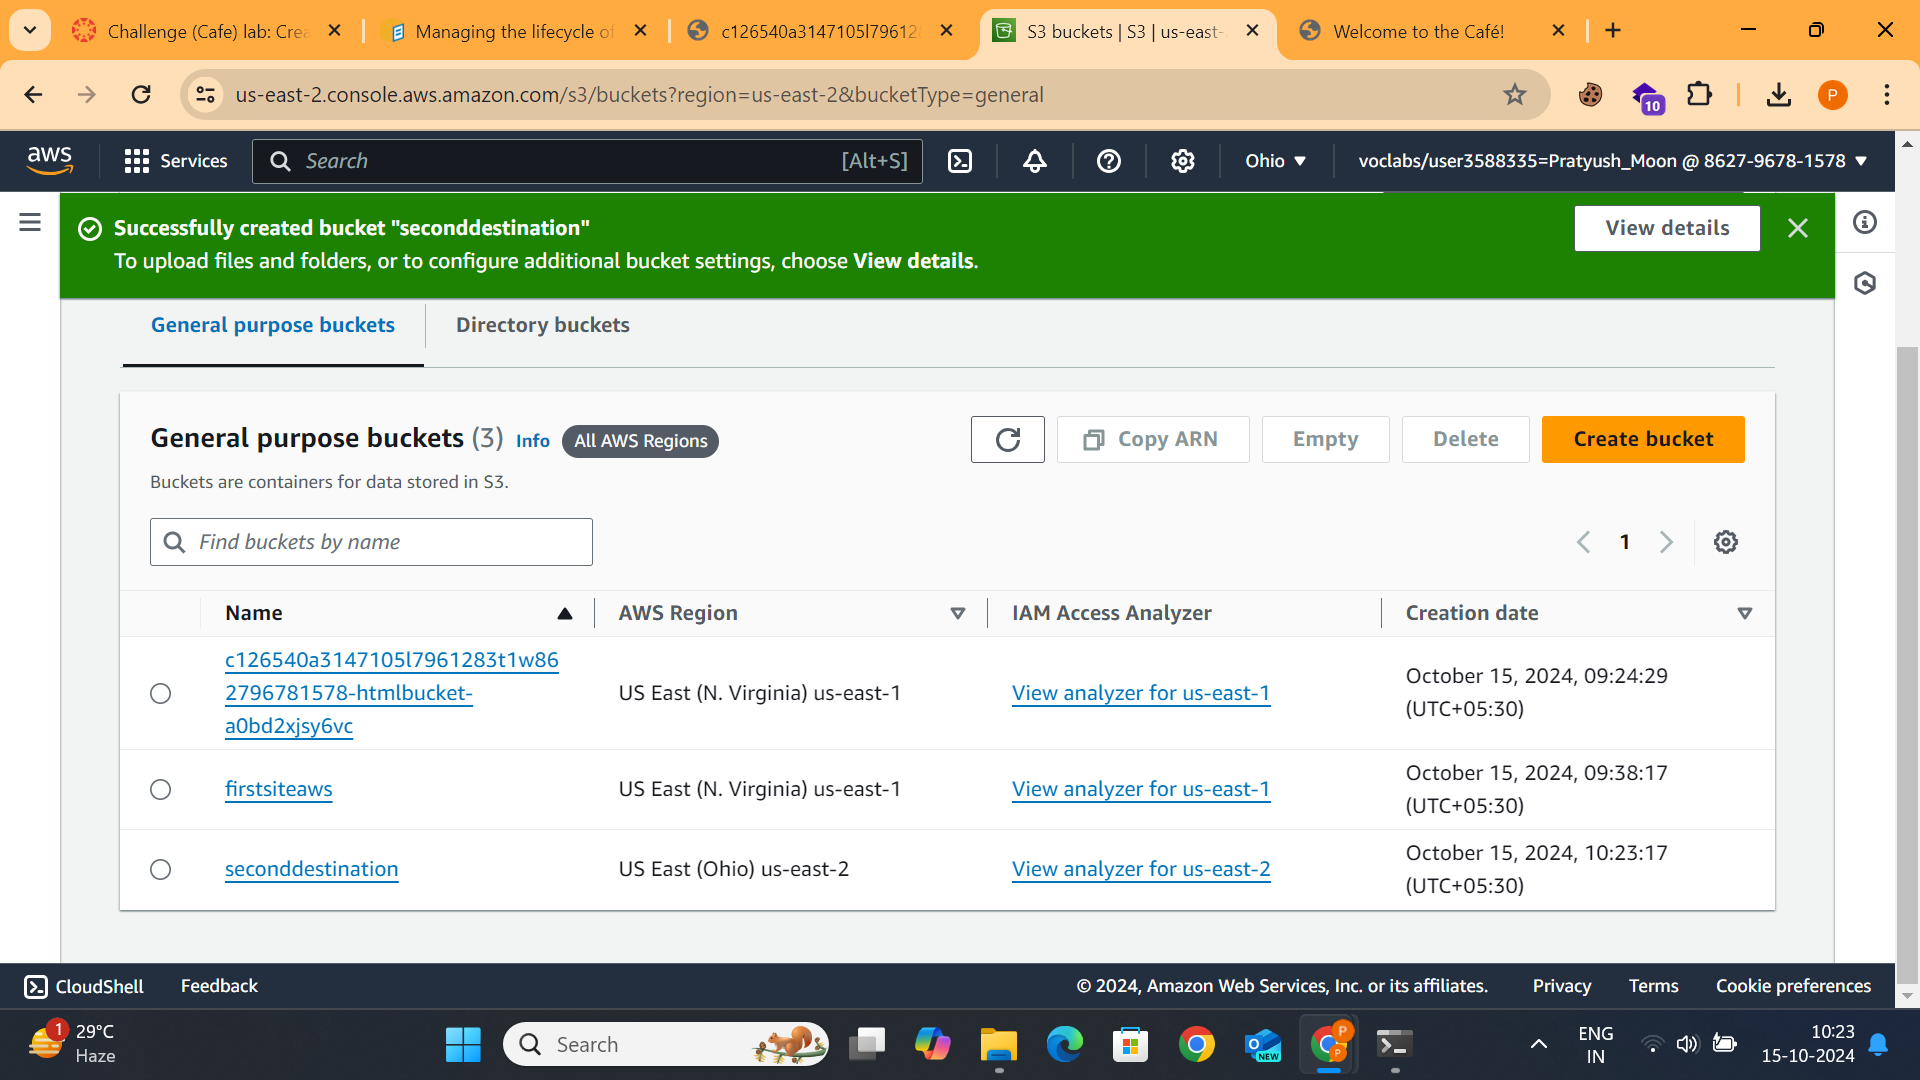 Challenge (Cafe) lab: Crea
Managing the lifecycle of
c126540a3147105l79612
S3 buckets | S3 | us-east-
Welcome to the Café!
us-east-2.console.aws.amazon.com/s3/buckets?region=us-east-2&bucketType=general
10
P
aws
Services
Search
[Alt+S]
Ohio
voclabs/user3588335=Pratyush_Moon @ 8627-9678-1578
Successfully created bucket "seconddestination"
To upload files and folders, or to configure additional bucket settings, choose View details.
View details
General purpose buckets
Directory buckets
General purpose buckets (3) Info All AWS Regions
Copy ARN
Empty
Delete
Create bucket
Buckets are containers for data stored in S3.
Find buckets by name
1
Name
AWS Region
IAM Access Analyzer
Creation date
c126540a3147105l7961283t1w86
2796781578-htmlbucket-
a0bd2xjsy6vc
US East (N. Virginia) us-east-1
View analyzer for us-east-1
October 15, 2024, 09:24:29
(UTC+05:30)
firstsiteaws
US East (N. Virginia) us-east-1
View analyzer for us-east-1
October 15, 2024, 09:38:17
(UTC+05:30)
seconddestination
US East (Ohio) us-east-2
View analyzer for us-east-2
October 15, 2024, 10:23:17
(UTC+05:30)
CloudShell
Feedback
© 2024, Amazon Web Services, Inc. or its affiliates.
Privacy
Terms
Cookie preferences
1
29°C
Haze
Search
NEW
P
P
ENG
IN
10:23
15-10-2024